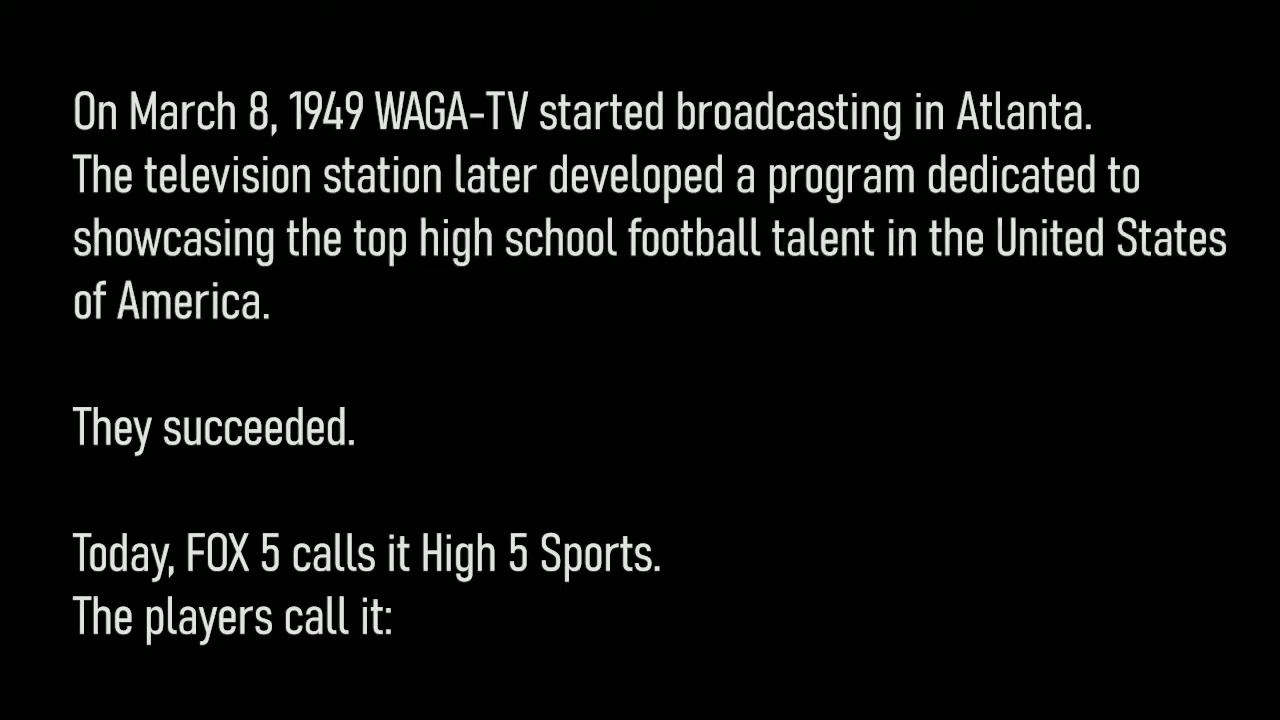 On March 8, 1949 WAGA-TV started broadcasting in Atlanta.
The television station later developed a program dedicated to
showcasing the top high school football talent in the United States
of America.
They succeeded.
Today, FOX 5 calls it High 5 Sports.
The players call it: